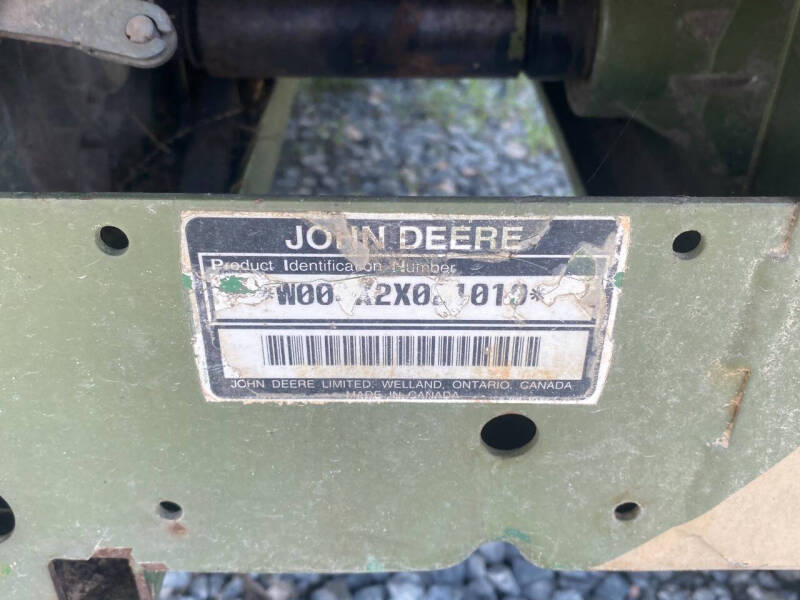 JOHN DEERE
Product Identification Number
JOHN DEERE LIMITED: WELLAND, ONTARIO, CANADA
MADE IN CANADA